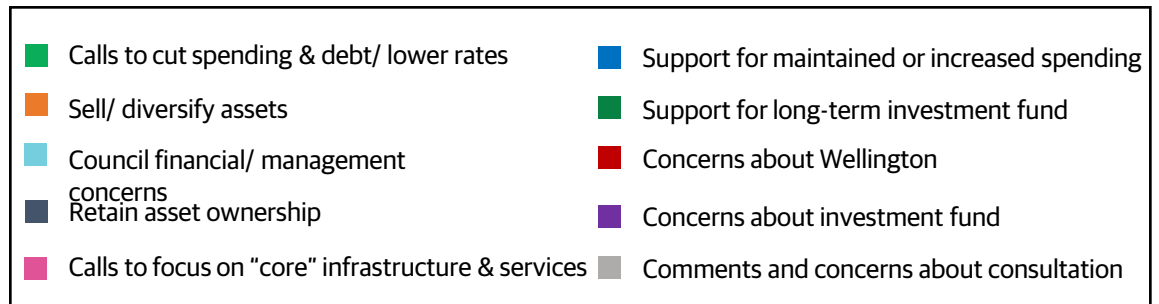 Calls to cut spending & debt/ lower rates
Sell/ diversify assets
Council financial/ management
concerns
Retain asset ownership
Calls to focus on “core” infrastructure & services
Support for maintained or increased spending
Support for long-term investment fund
Concerns about Wellington
Concerns about investment fund
Comments and concerns about consultation